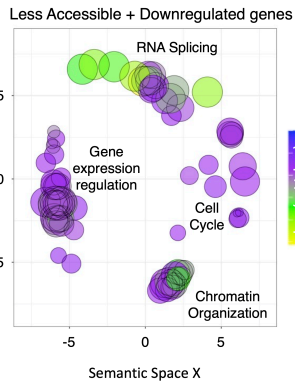 Less Accessible + Downregulated genes
RNA Splicing
5
Gene
expression
regulation
0
Cell
Cycle
5
Chromatin
Organization
-5 0 5
Semantic Space X